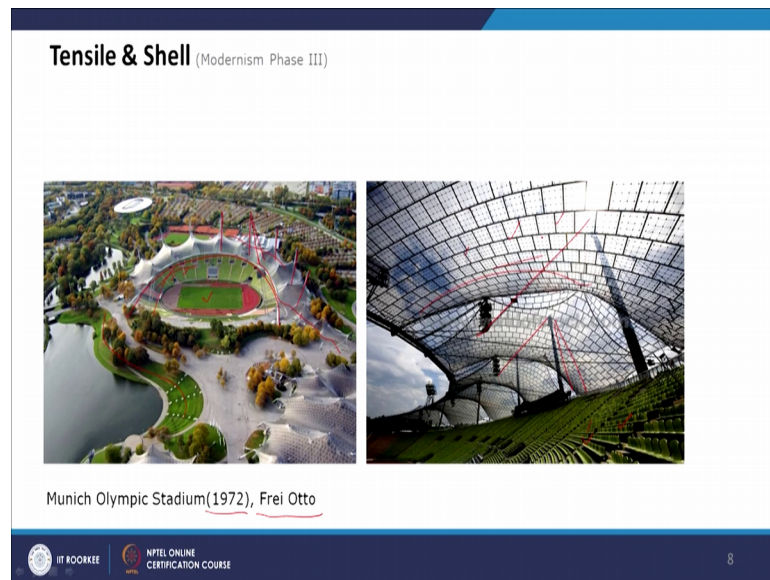 Tensile & Shell (Modernism Phase III)
Munich Olympic Stadium(1972), Frei Otto
IIT ROORKEE
NPTEL ONLINE
CERTIFICATION COURSE
8